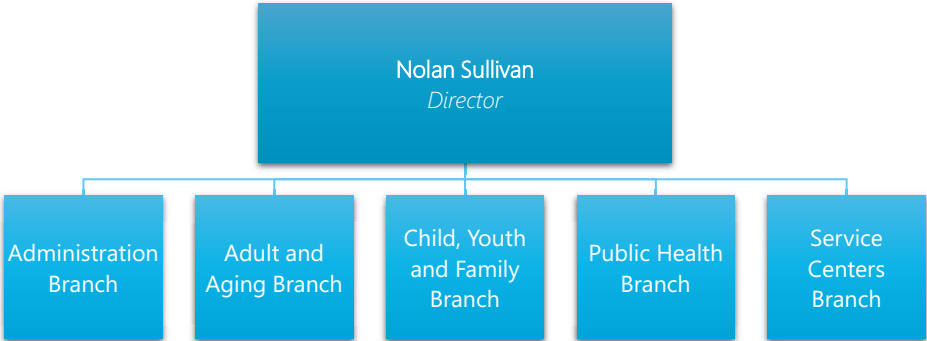 Nolan Sullivan
Director
Administration
Branch
Adult and
Aging Branch
Child, Youth
and Family
Branch
Public Health
Branch
Service
Centers
Branch